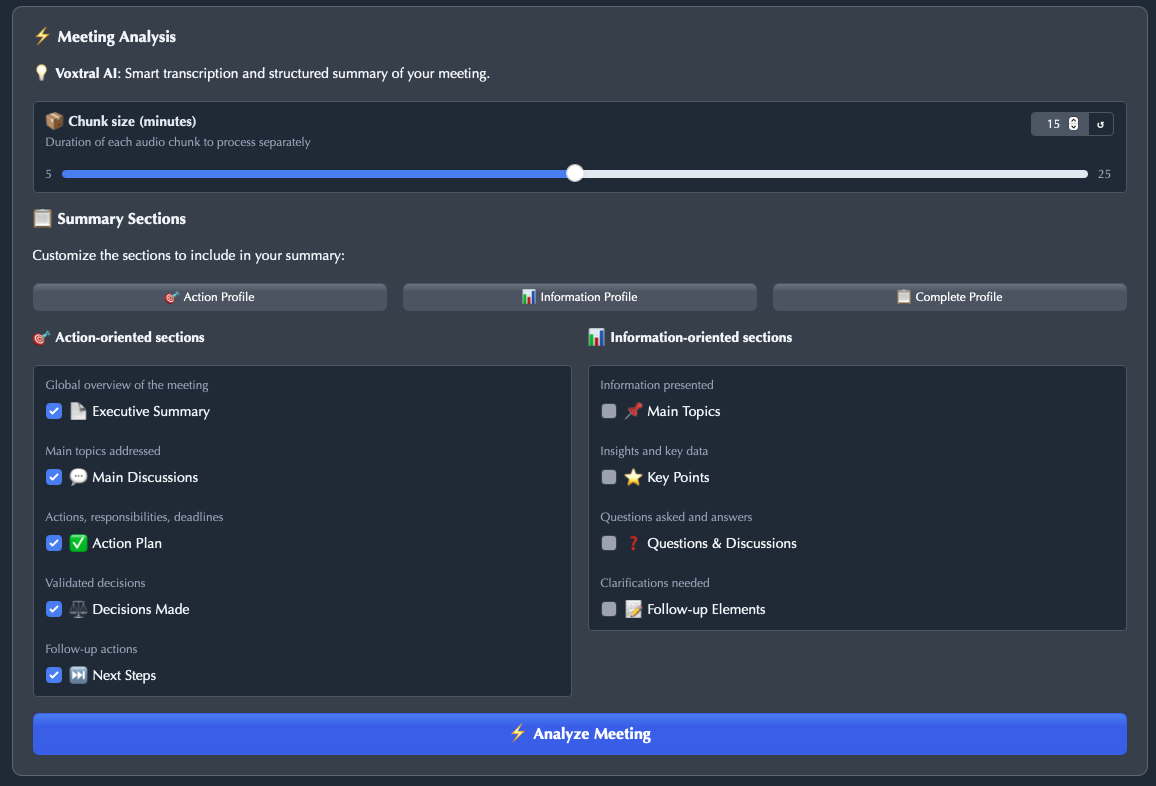 ⚡ Meeting Analysis
💡 Voxtral AI: Smart transcription and structured summary of your meeting.
📦 Chunk size (minutes)
15 ↺
Duration of each audio chunk to process separately
5 25
📋 Summary Sections
Customize the sections to include in your summary:
🎯 Action Profile
📊 Information Profile
📋 Complete Profile
🎯 Action-oriented sections
Global overview of the meeting
📄 Executive Summary
Main topics addressed
💬 Main Discussions
Actions, responsibilities, deadlines
✅ Action Plan
Validated decisions
⚖️ Decisions Made
Follow-up actions
⏭️ Next Steps
📊 Information-oriented sections
Information presented
📌 Main Topics
Insights and key data
⭐ Key Points
Questions asked and answers
❓ Questions & Discussions
Clarifications needed
📝 Follow-up Elements
⚡ Analyze Meeting